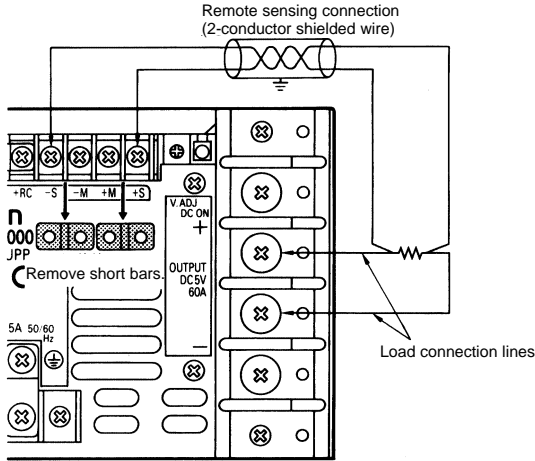 Remote sensing connection
(2-conductor shielded wire)
+RC -S -M +M +S
V.ADJ
DC ON
+
n
000
JPP
C
Remove short bars.
OUTPUT
DC5V
60A
5A 50/60
Hz
−
Load connection lines